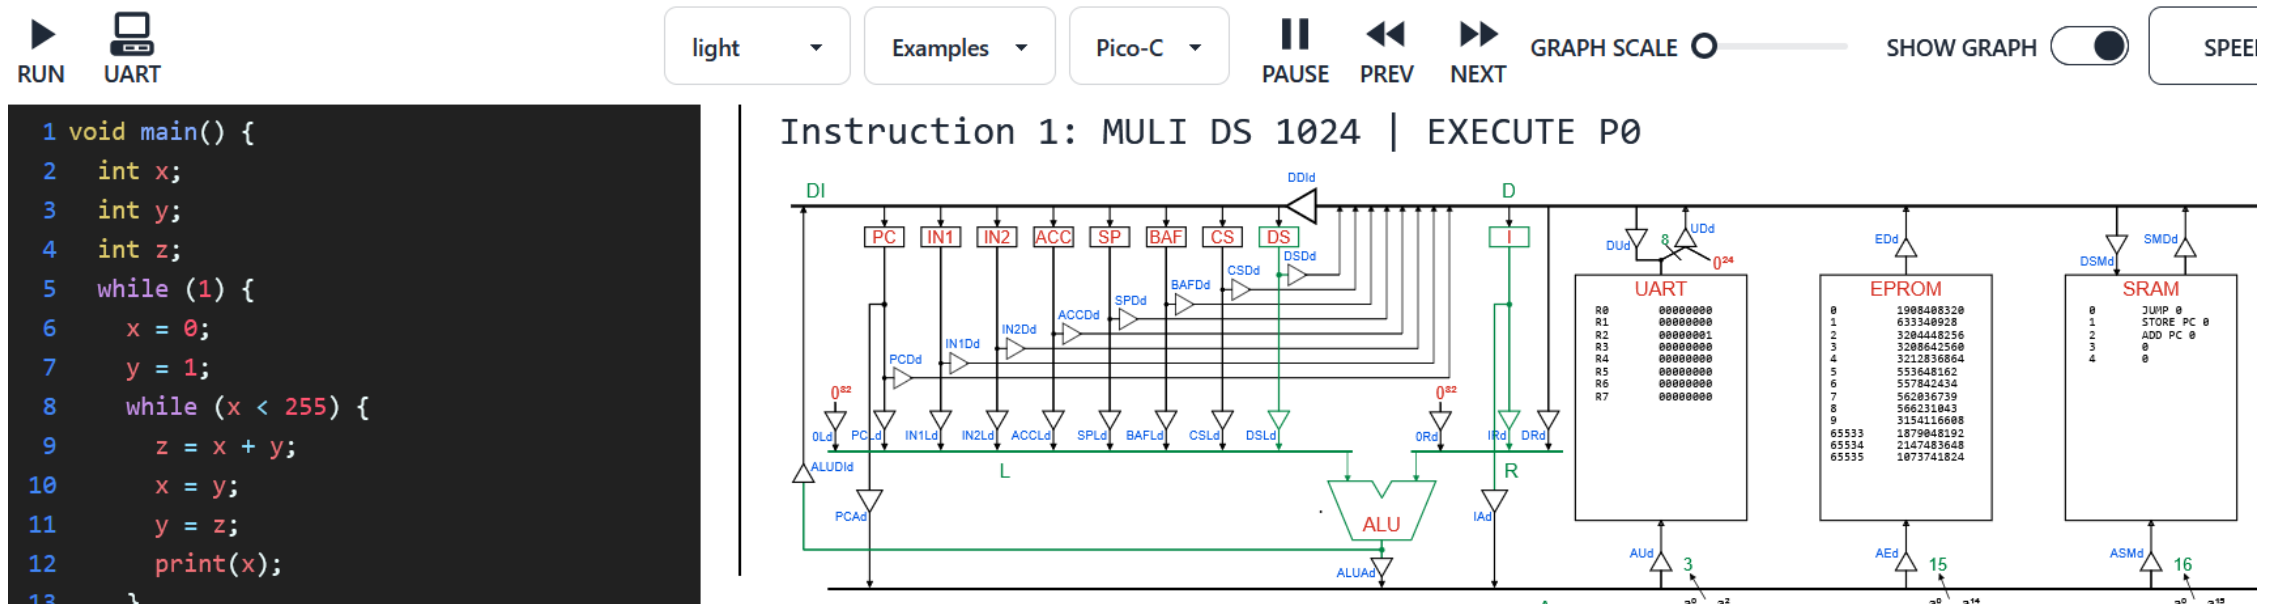 RUN UART light Examples Pico-C PAUSE PREV NEXT GRAPH SCALE SHOW GRAPH SPEE
1 void main() {
2 int x;
3 int y;
4 int z;
5 while (1) {
6 x = 0;
7 y = 1;
8 while (x < 255) {
9 z = x + y;
10 x = y;
11 y = z;
12 print(x);
13 }
Instruction 1: MULI DS 1024 | EXECUTE P0
DI DDId D
PC IN1 IN2 ACC SP BAF CS DS I
DUd 8 UDd 0²⁴ EDd DSMd SMDd
DSDd
CSDd
BAFDd
SPDd
ACCDd
IN2Dd
IN1Dd
PCDd
0³² 0³²
0Ld PCLd IN1Ld IN2Ld ACCLd SPLd BAFLd CSLd DSLd 0Rd IRd DRd
ALUDId L R
PCAd ALU IAd
ALUAd
UART
R0 00000000
R1 00000000
R2 00000001
R3 00000000
R4 00000000
R5 00000000
R6 00000000
R7 00000000
EPROM
0 1908408320
1 633340928
2 3204448256
3 3208642560
4 3212836864
5 553648162
6 557842434
7 562036739
8 566231043
9 3154116608
65533 1879048192
65534 2147483648
65535 1073741824
SRAM
0 JUMP 0
1 STORE PC 0
2 ADD PC 0
3 0
4 0
AUd 3 AEd 15 ASMd 16